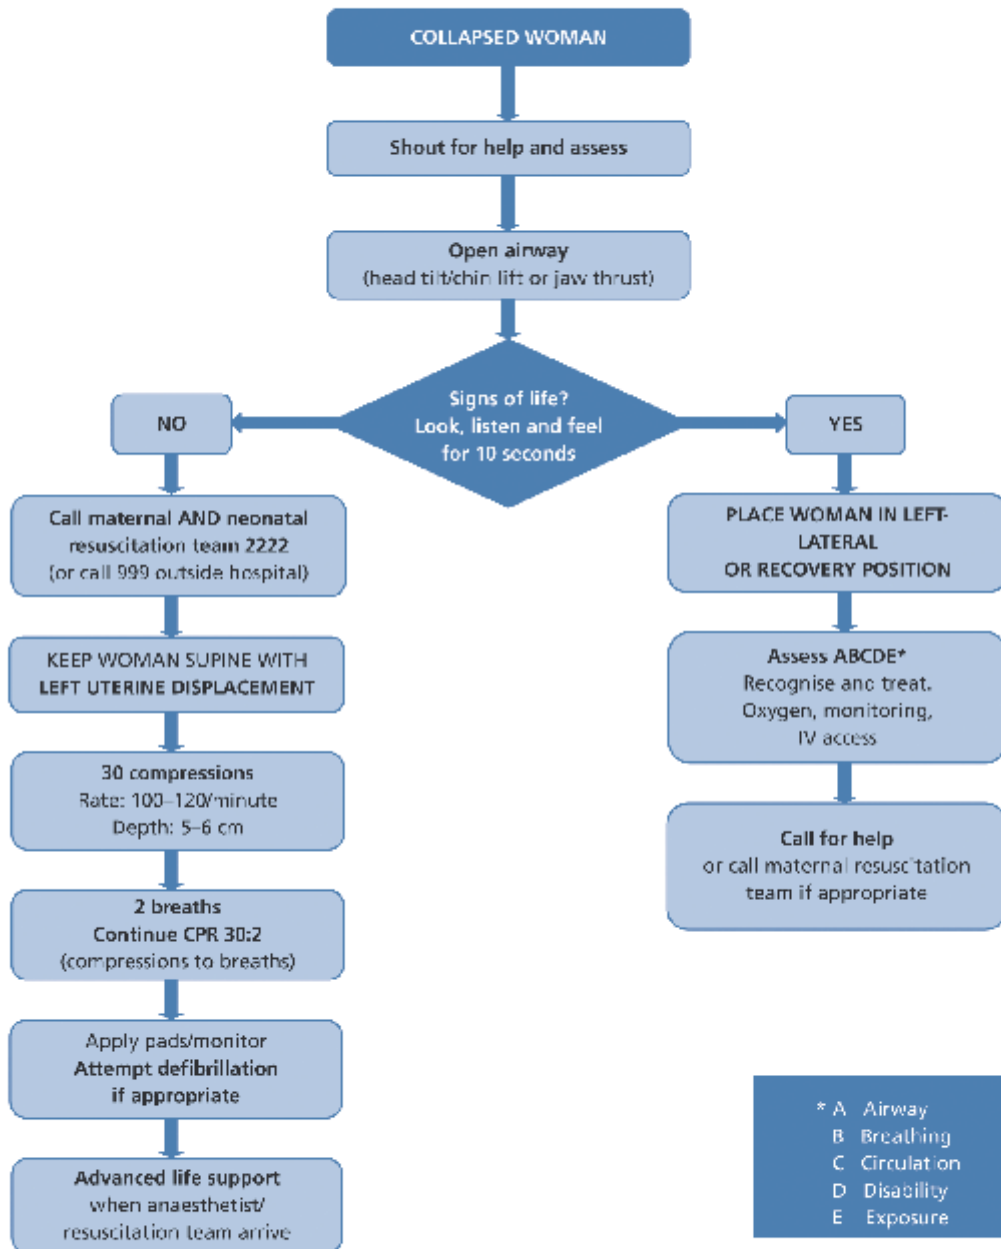 COLLAPSED WOMAN
Shout for help and assess
Open airway
(head tilt/chin lift or jaw thrust)
Signs of life?
Look, listen and feel
for 10 seconds
NO
Call maternal AND neonatal
resuscitation team 2222
(or call 999 outside hospital)
KEEP WOMAN SUPINE WITH
LEFT UTERINE DISPLACEMENT
30 compressions
Rate: 100–120/minute
Depth: 5–6 cm
2 breaths
Continue CPR 30:2
(compressions to breaths)
Apply pads/monitor
Attempt defibrillation
if appropriate
Advanced life support
when anaesthetist/
resuscitation team arrive
YES
PLACE WOMAN IN LEFT-
LATERAL
OR RECOVERY POSITION
Assess ABCDE*
Recognise and treat.
Oxygen, monitoring,
IV access
Call for help
or call maternal resuscitation
team if appropriate
* A Airway
B Breathing
C Circulation
D Disability
E Exposure